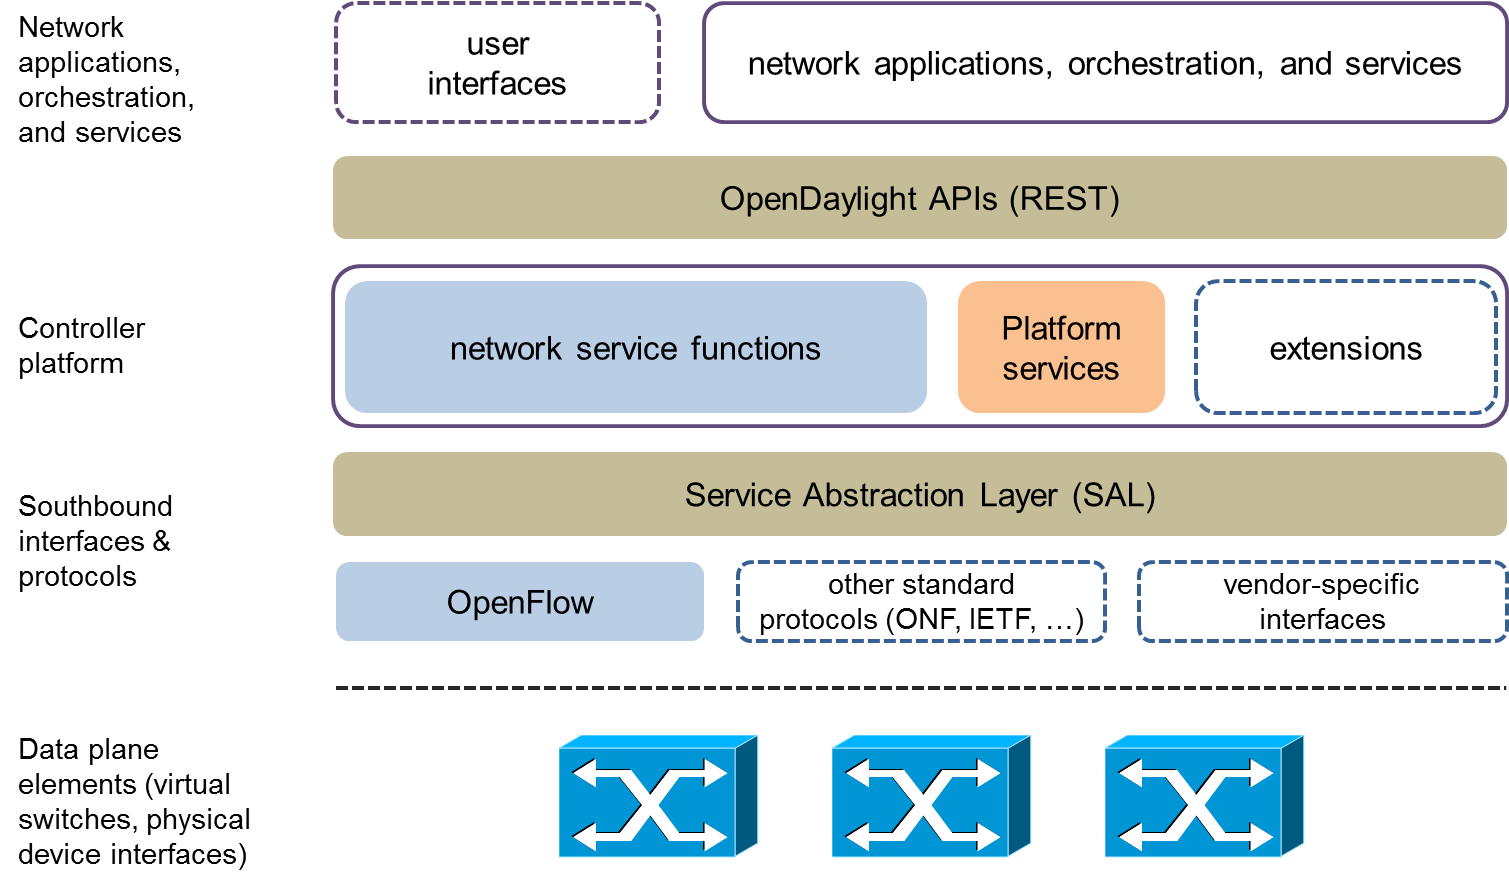 Network
applications,
orchestration,
and services
user
interfaces
network applications, orchestration, and services
OpenDaylight APIs (REST)
Controller
platform
network service functions
Platform
services
extensions
Southbound
interfaces &
protocols
Service Abstraction Layer (SAL)
OpenFlow
other standard
protocols (ONF, IETF, …)
vendor-specific
interfaces
Data plane
elements (virtual
switches, physical
device interfaces)